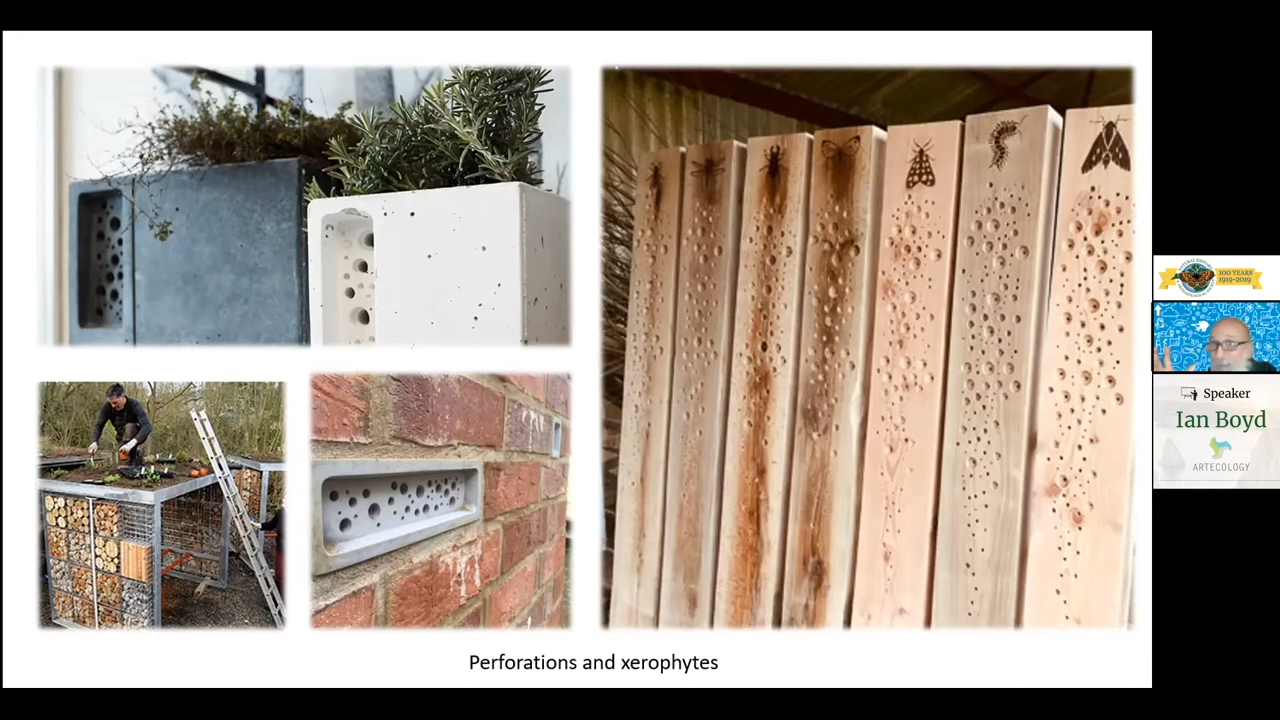 100 YEARS
1919-2019
Speaker
Ian Boyd
ARTECOLOGY
Perforations and xerophytes